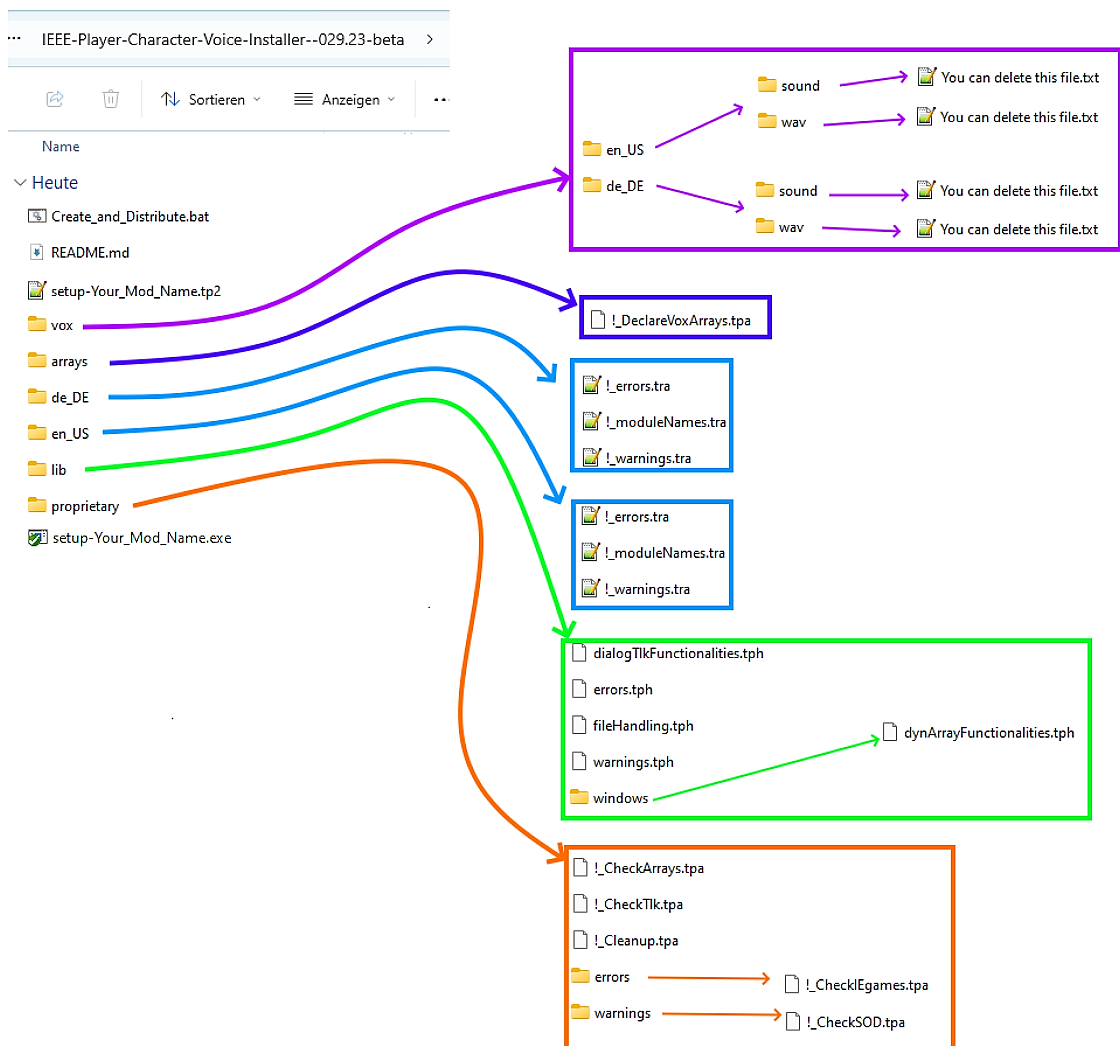 IEEE-Player-Character-Voice-Installer--029.23-beta
Sortieren
Anzeigen
Name
Heute
Create_and_Distribute.bat
README.md
setup-Your_Mod_Name.tp2
vox
arrays
de_DE
en_US
lib
proprietary
setup-Your_Mod_Name.exe
en_US
de_DE
sound
You can delete this file.txt
wav
You can delete this file.txt
sound
You can delete this file.txt
wav
You can delete this file.txt
!_DeclareVoxArrays.tpa
!_errors.tra
!_moduleNames.tra
!_warnings.tra
!_errors.tra
!_moduleNames.tra
!_warnings.tra
dialogTlkFunctionalities.tph
errors.tph
fileHandling.tph
warnings.tph
windows
dynArrayFunctionalities.tph
!_CheckArrays.tpa
!_CheckTlk.tpa
!_Cleanup.tpa
errors
!_CheckIEgames.tpa
warnings
!_CheckSOD.tpa